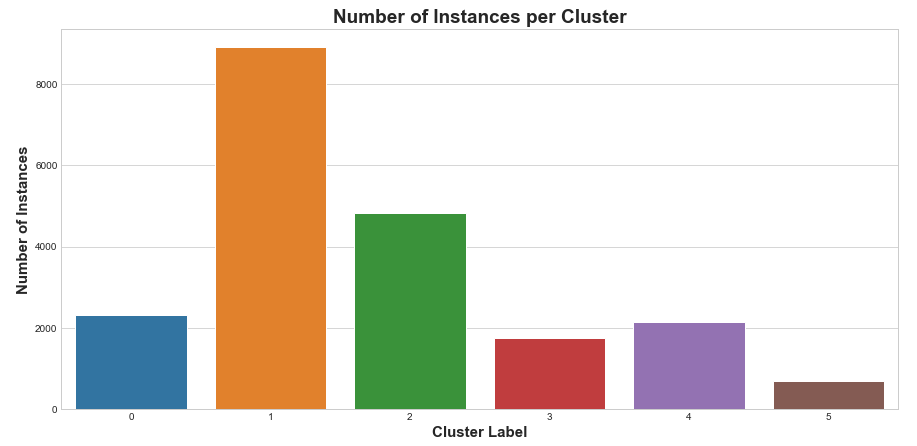 Number of Instances per Cluster
Number of Instances
8000
6000
4000
2000
0
0 1 2 3 4 5
Cluster Label